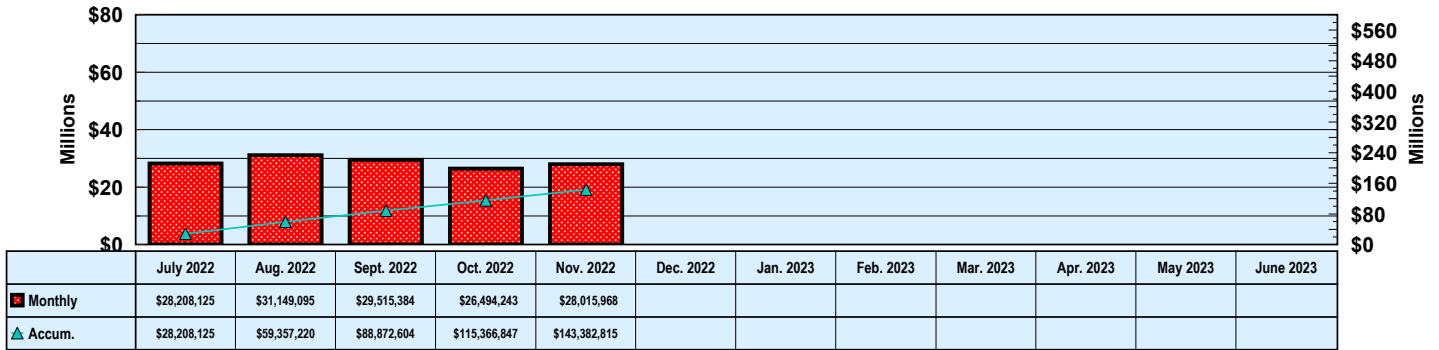 $80
$60
$40
$20
$0
Millions
$560
$480
$400
$320
$240
$160
$80
$0
Millions
July 2022 Aug. 2022 Sept. 2022 Oct. 2022 Nov. 2022 Dec. 2022 Jan. 2023 Feb. 2023 Mar. 2023 Apr. 2023 May 2023 June 2023
Monthly $28,208,125 $31,149,095 $29,515,384 $26,494,243 $28,015,968
Accum. $28,208,125 $59,357,220 $88,872,604 $115,366,847 $143,382,815